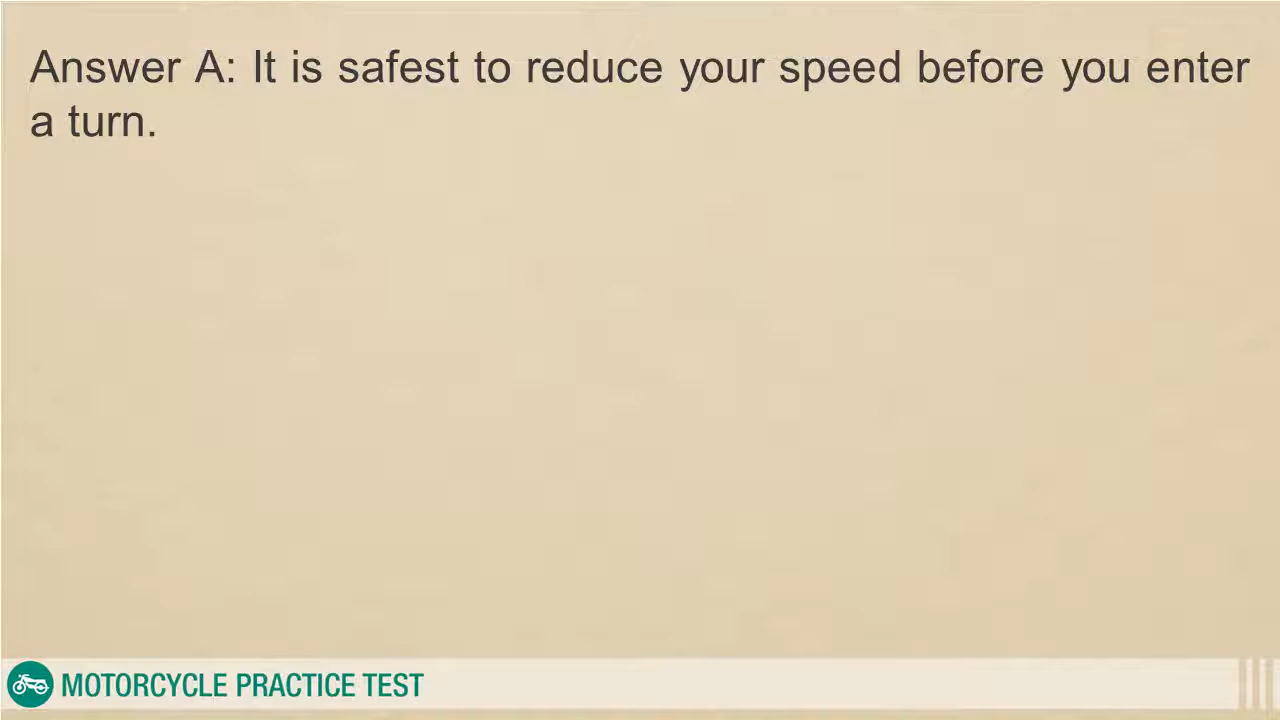 Answer A: It is safest to reduce your speed before you enter
a turn.
MOTORCYCLE PRACTICE TEST